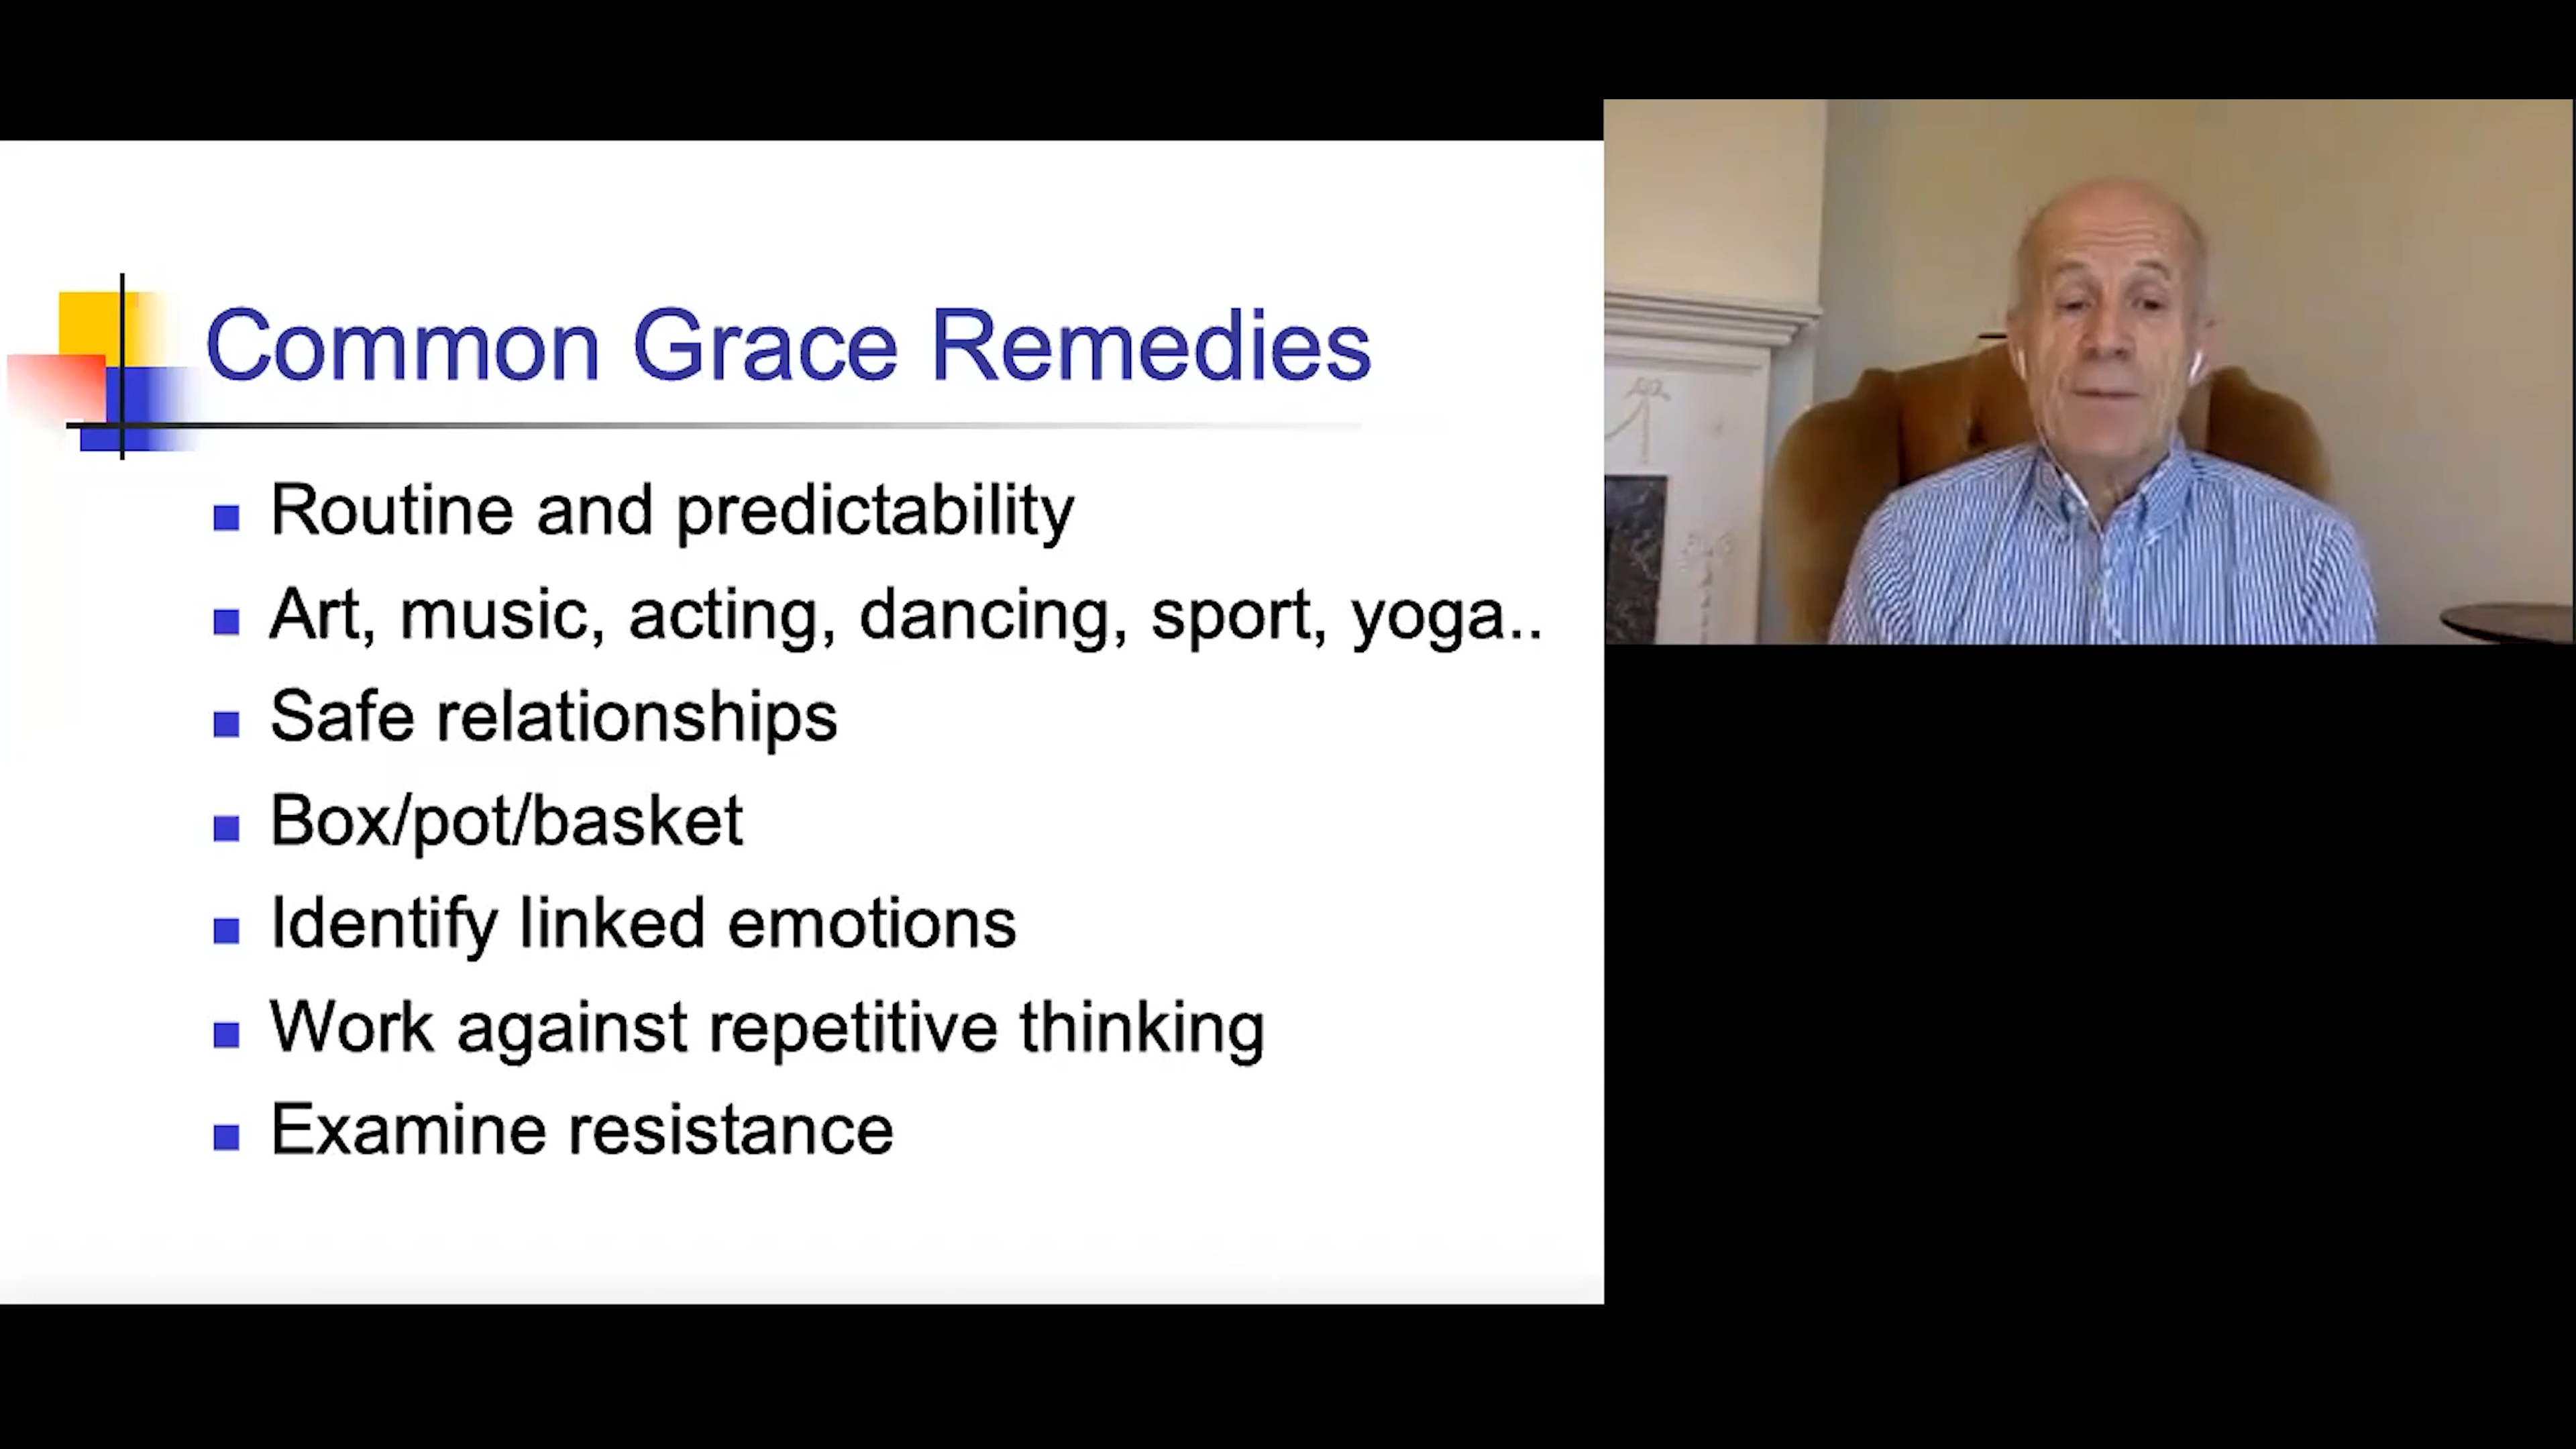 Common Grace Remedies
Routine and predictability
Art, music, acting, dancing, sport, yoga..
Safe relationships
Box/pot/basket
Identify linked emotions
Work against repetitive thinking
Examine resistance